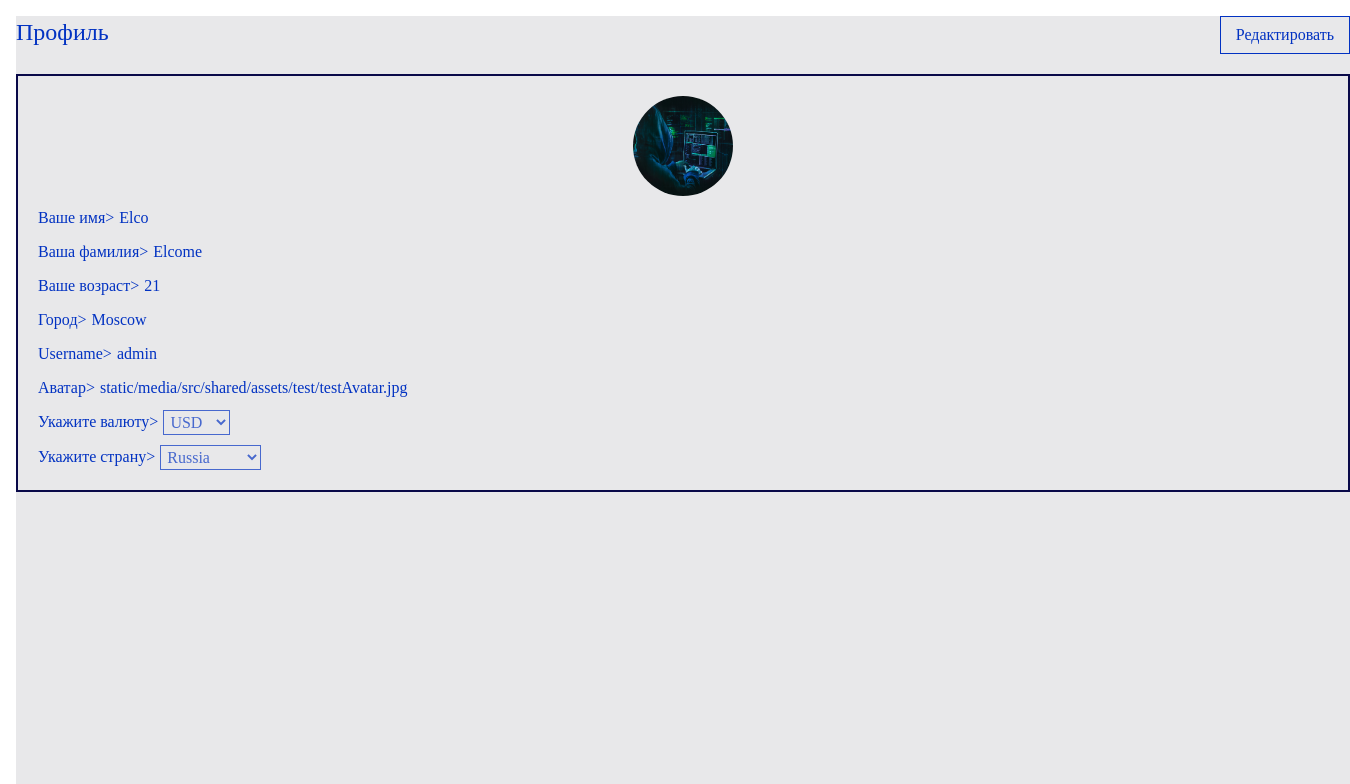 Профиль
Редактировать
Ваше имя> Elco
Ваша фамилия> Elcome
Ваше возраст> 21
Город> Moscow
Username> admin
Аватар> static/media/src/shared/assets/test/testAvatar.jpg
Укажите валюту> USD
Укажите страну> Russia